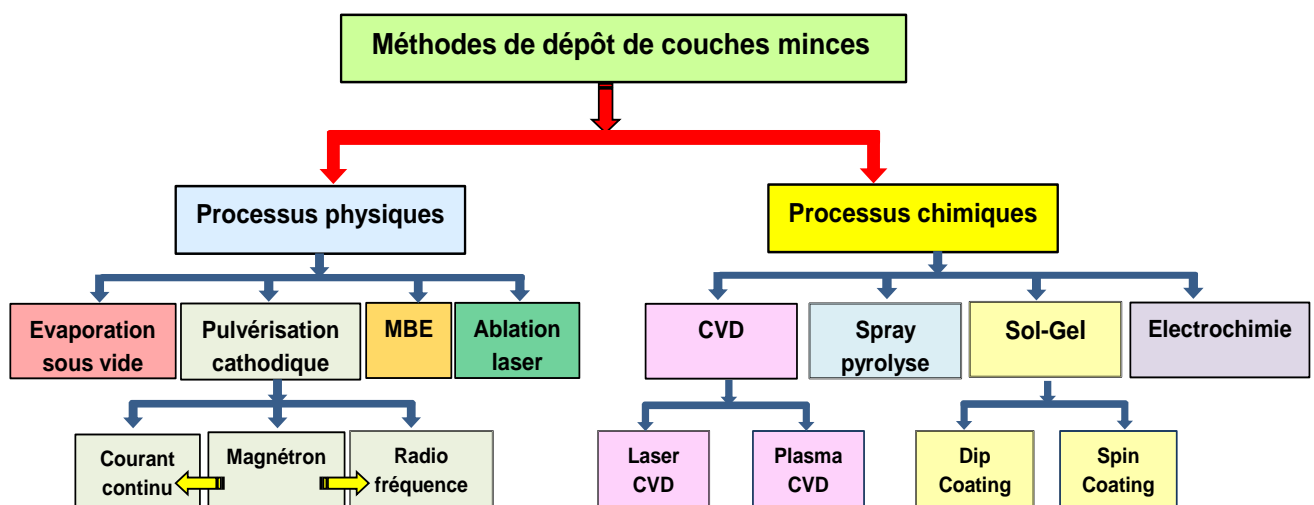 Méthodes de dépôt de couches minces
Processus physiques
Processus chimiques
Evaporation
sous vide
Pulvérisation
cathodique
MBE
Ablation
laser
CVD
Spray
pyrolyse
Sol-Gel
Electrochimie
Courant
continu
Magnétron
Radio
fréquence
Laser
CVD
Plasma
CVD
Dip
Coating
Spin
Coating